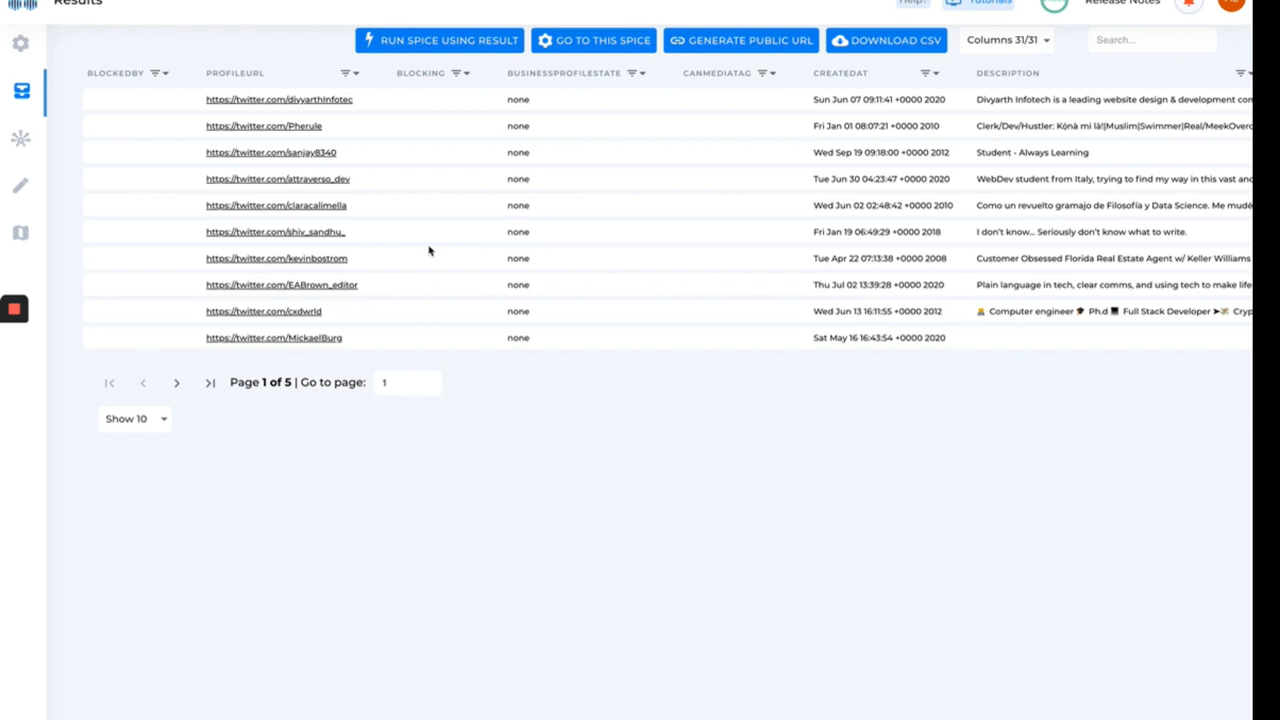 Results Help? Tutorials Release Notes
RUN SPICE USING RESULT GO TO THIS SPICE GENERATE PUBLIC URL DOWNLOAD CSV Columns 31/31 Search...
BLOCKEDBY PROFILEURL BLOCKING BUSINESSPROFILESTATE CANMEDIATAG CREATEDAT DESCRIPTION
https://twitter.com/divyarthinfotec none Sun Jun 07 09:11:41 +0000 2020 Divyarth Infotech is a leading website design & development
https://twitter.com/Pherule none Fri Jan 01 08:07:21 +0000 2010 Clerk/Dev/Hustler: Kọ́nà mi là!|Muslim|Swimmer|Real/MeekOverd
https://twitter.com/sanjay8340 none Wed Sep 19 09:18:00 +0000 2012 Student - Always Learning
https://twitter.com/attraverso_dev none Tue Jun 30 04:23:47 +0000 2020 WebDev student from Italy, trying to find my way in this vast and
https://twitter.com/claracalimella none Wed Jun 02 02:48:42 +0000 2010 Como un revuelto gramajo de Filosofía y Data Science. Me mudé
https://twitter.com/shiv_sandhu_ none Fri Jan 19 06:49:29 +0000 2018 I don't know... Seriously don't know what to write.
https://twitter.com/kevinbostrom none Tue Apr 22 07:13:38 +0000 2008 Customer Obsessed Florida Real Estate Agent w/ Keller Williams
https://twitter.com/EABrown_editor none Thu Jul 02 13:39:28 +0000 2020 Plain language in tech, clear comms, and using tech to make life
https://twitter.com/cxdwrld none Wed Jun 13 16:11:55 +0000 2012 Computer engineer Ph.d Full Stack Developer Cryp
https://twitter.com/MickaelBurg none Sat May 16 16:43:54 +0000 2020
Page 1 of 5 | Go to page: 1
Show 10